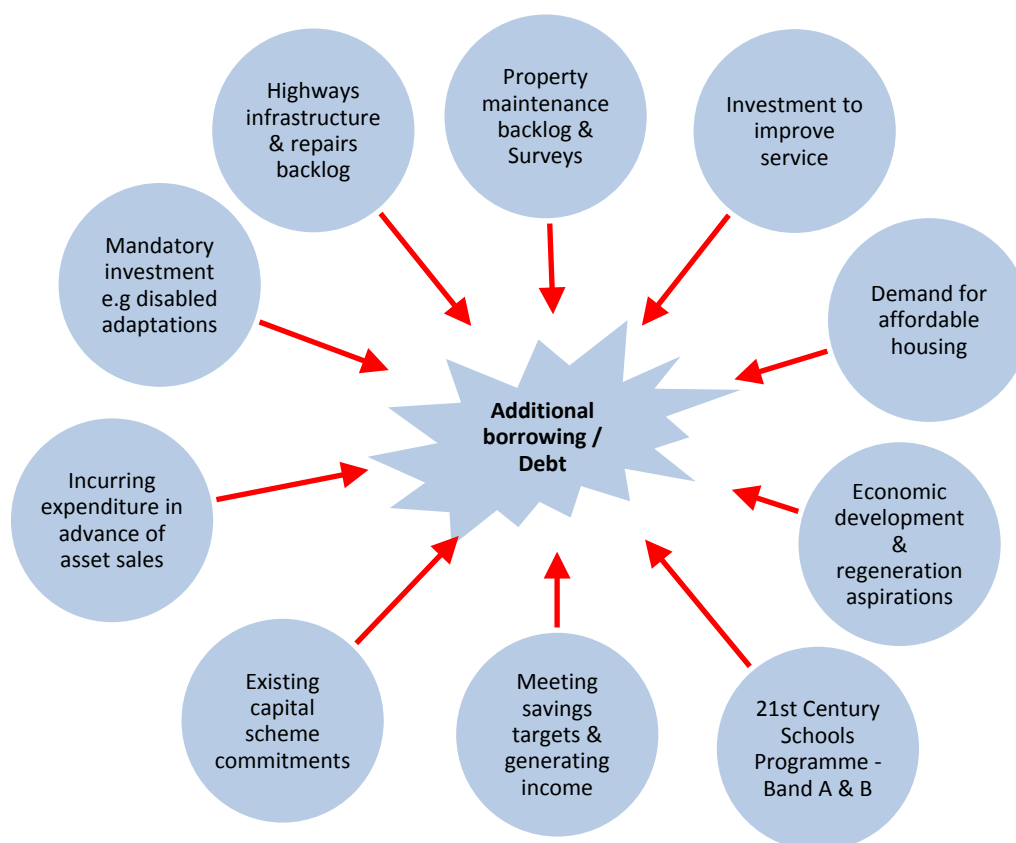 Highways
infrastructure
& repairs
backlog
Property
maintenance
backlog &
Surveys
Investment to
improve
service
Mandatory
investment
e.g disabled
adaptations
Demand for
affordable
housing
Additional
borrowing /
Debt
Incurring
expenditure in
advance of
asset sales
Economic
development
&
regeneration
aspirations
Existing
capital
scheme
commitments
Meeting
savings
targets &
generating
income
21st Century
Schools
Programme -
Band A & B